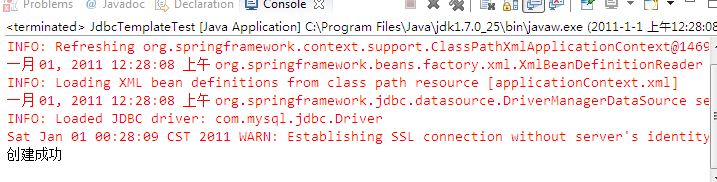 Problems @ Javadoc Declaration Console
<terminated> JdbcTemplateTest [Java Application] C:\Program Files\Java\jdk1.7.0_25\bin\javaw.exe (2011-1-1 上午12:28:08
INFO: Refreshing org.springframework.context.support.ClassPathXmlApplicationContext@1469
一月 01, 2011 12:28:08 上午 org.springframework.beans.factory.xml.XmlBeanDefinitionReader
INFO: Loading XML bean definitions from class path resource [applicationContext.xml]
一月 01, 2011 12:28:08 上午 org.springframework.jdbc.datasource.DriverManagerDataSource se
INFO: Loaded JDBC driver: com.mysql.jdbc.Driver
Sat Jan 01 00:28:09 CST 2011 WARN: Establishing SSL connection without server's identity
创建成功